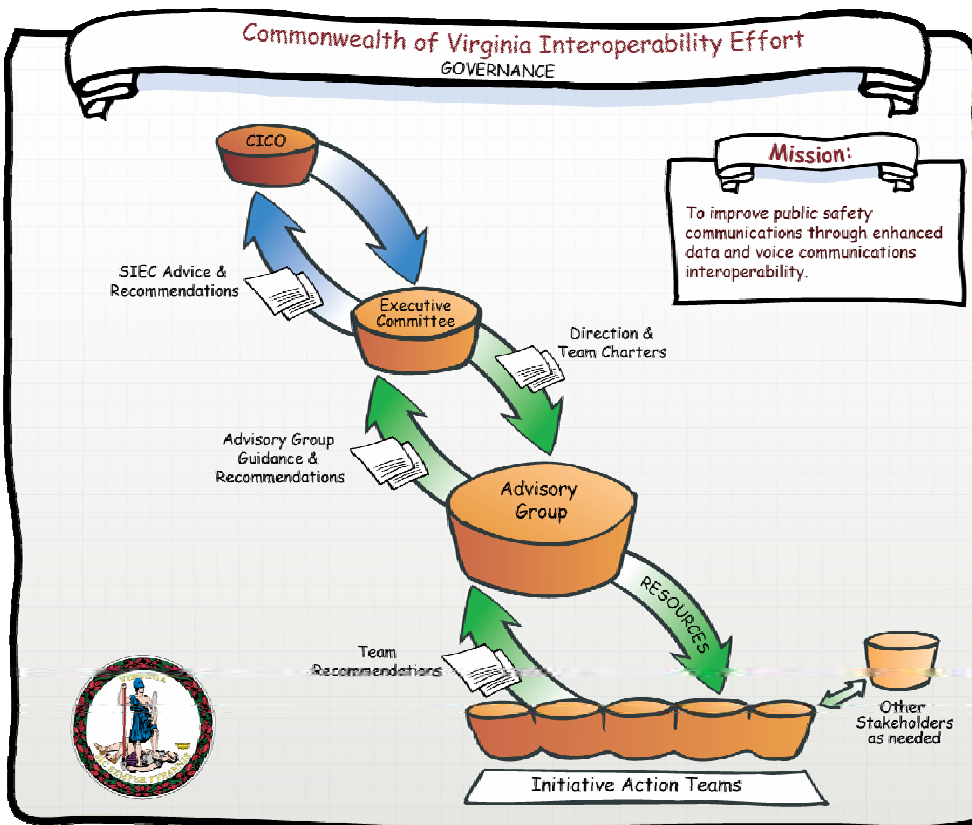 Commonwealth of Virginia Interoperability Effort
GOVERNANCE
CICO
Mission:
To improve public safety
communications through enhanced
data and voice communications
interoperability.
SIEC Advice &
Recommendations
Executive
Committee
Direction &
Team Charters
Advisory Group
Guidance &
Recommendations
Advisory
Group
RESOURCES
Team
Recommendations
Other
Stakeholders
as needed
Initiative Action Teams
VIRGINIA